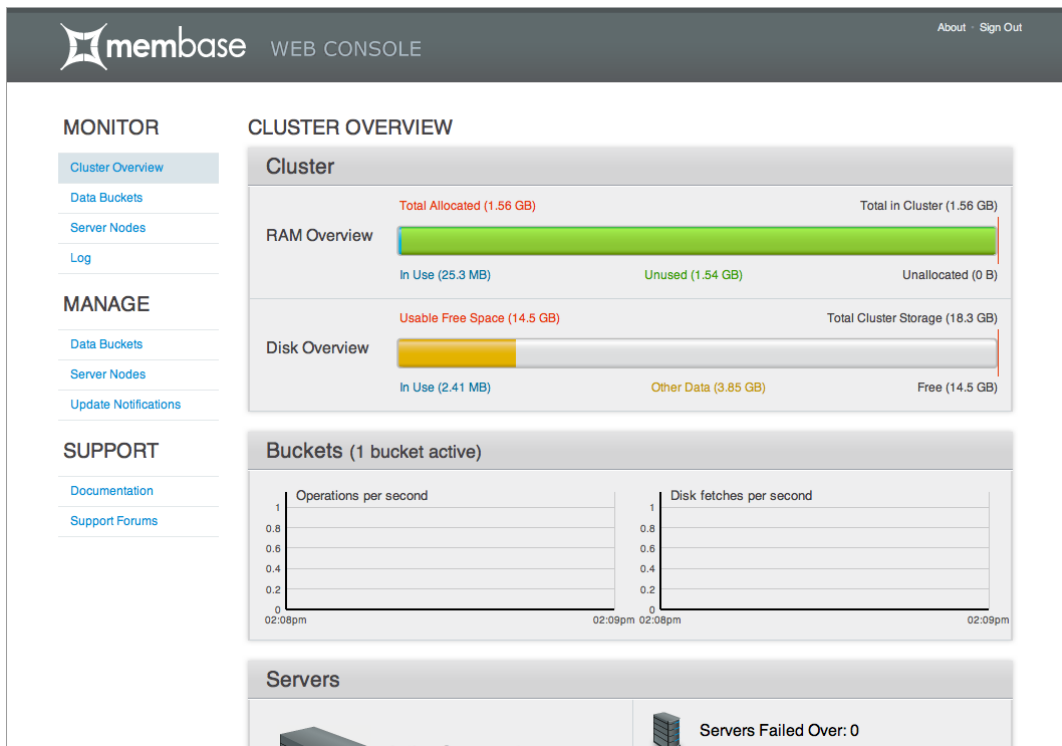 membase WEB CONSOLE
About · Sign Out
MONITOR
Cluster Overview
Data Buckets
Server Nodes
Log
MANAGE
Data Buckets
Server Nodes
Update Notifications
SUPPORT
Documentation
Support Forums
CLUSTER OVERVIEW
Cluster
Total Allocated (1.56 GB) Total in Cluster (1.56 GB)
RAM Overview
In Use (25.3 MB) Unused (1.54 GB) Unallocated (0 B)
Usable Free Space (14.5 GB) Total Cluster Storage (18.3 GB)
Disk Overview
In Use (2.41 MB) Other Data (3.85 GB) Free (14.5 GB)
Buckets (1 bucket active)
Operations per second
1
0.8
0.6
0.4
0.2
0
02:08pm 02:09pm
Disk fetches per second
1
0.8
0.6
0.4
0.2
0
02:08pm 02:09pm
Servers
Servers Failed Over: 0